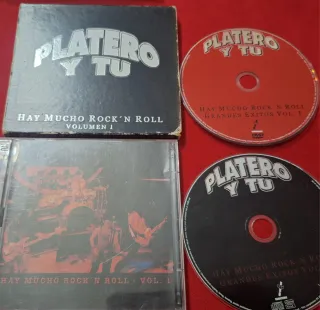 PLATERO
Y TU
HAY MUCHO ROCK´N ROLL
VOLUMEN 1
PLATERO
Y TU
HAY MUCHO ROCK´N ROLL
GRANDES EXITOS VOL. 1
HAY MUCHO ROCK´N ROLL - VOL. 1
PLATERO
Y TU
HAY MUCHO ROCK´N ROLL
GRANDES EXITOS VOL.